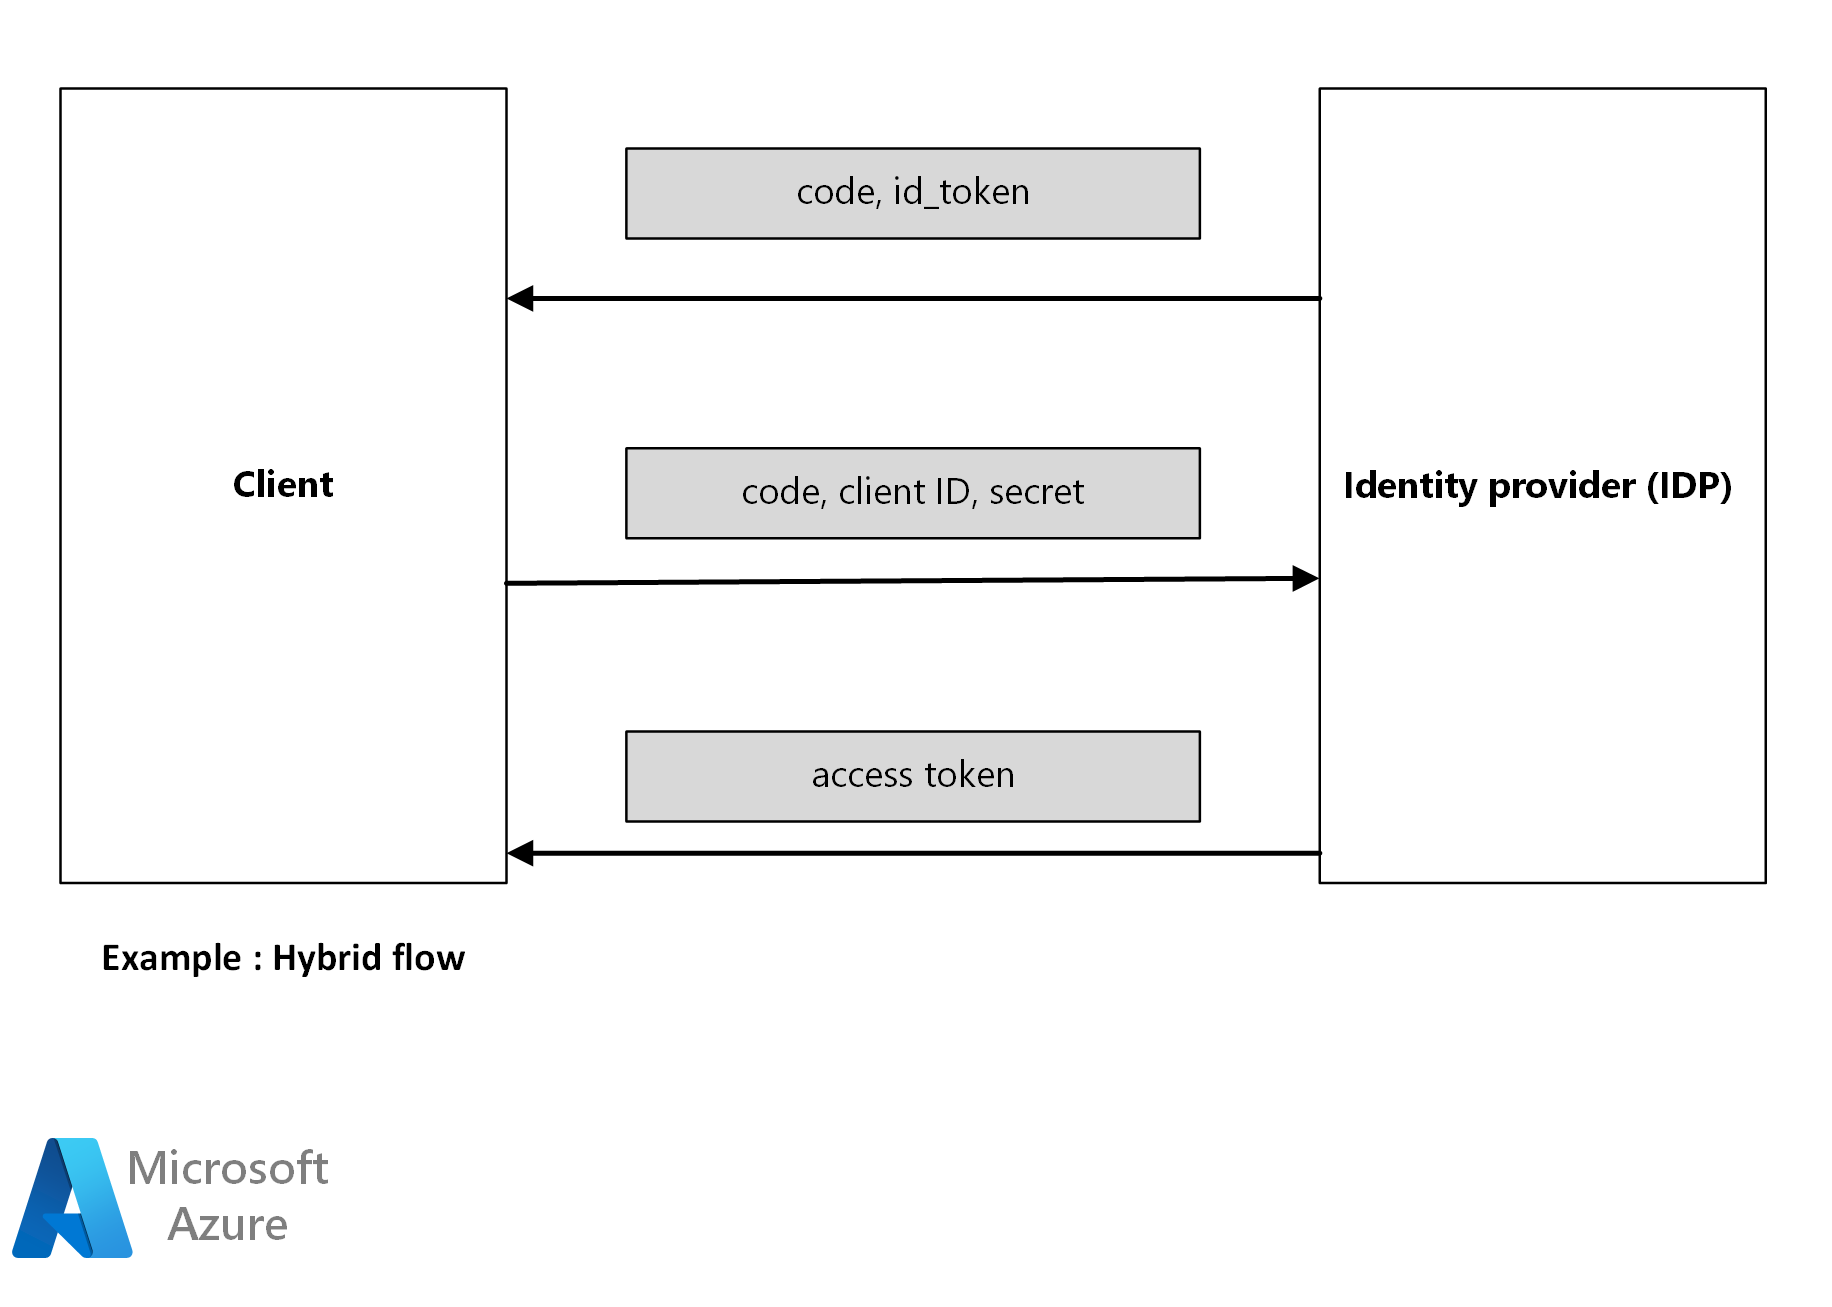 code, id_token
Client
code, client ID, secret
Identity provider (IDP)
access token
Example : Hybrid flow
Microsoft
Azure